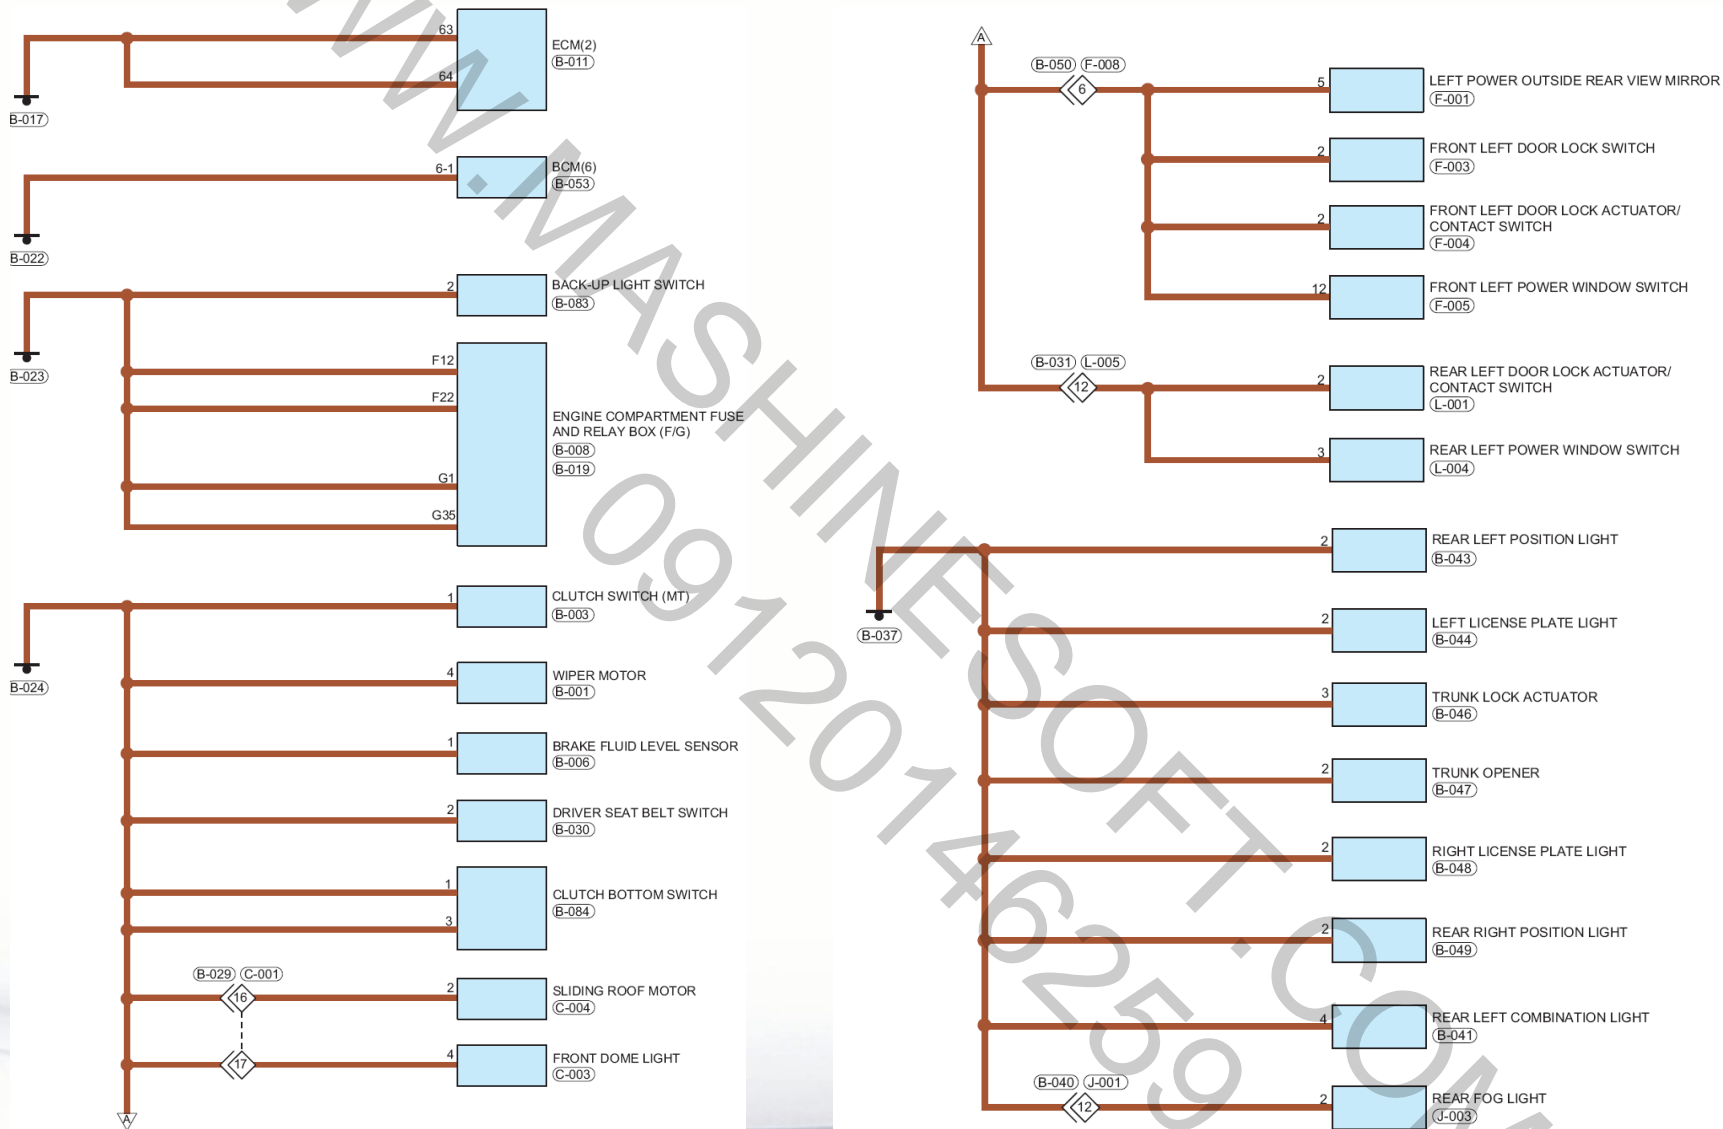 63
ECM(2)
B-011
64
B-017
6-1
BCM(6)
B-053
B-022
2
BACK-UP LIGHT SWITCH
B-083
B-023
F12
F22
ENGINE COMPARTMENT FUSE
AND RELAY BOX (F/G)
B-008
B-019
G1
G35
1
CLUTCH SWITCH (MT)
B-003
B-024
4
WIPER MOTOR
B-001
1
BRAKE FLUID LEVEL SENSOR
B-006
2
DRIVER SEAT BELT SWITCH
B-030
1
CLUTCH BOTTOM SWITCH
B-084
3
B-029 C-001
16
2
SLIDING ROOF MOTOR
C-004
17
4
FRONT DOME LIGHT
C-003
A
A
B-050 F-008
6
5
LEFT POWER OUTSIDE REAR VIEW MIRROR
F-001
2
FRONT LEFT DOOR LOCK SWITCH
F-003
2
FRONT LEFT DOOR LOCK ACTUATOR/
CONTACT SWITCH
F-004
12
FRONT LEFT POWER WINDOW SWITCH
F-005
B-031 L-005
12
2
REAR LEFT DOOR LOCK ACTUATOR/
CONTACT SWITCH
L-001
3
REAR LEFT POWER WINDOW SWITCH
L-004
2
REAR LEFT POSITION LIGHT
B-043
B-037
2
LEFT LICENSE PLATE LIGHT
B-044
3
TRUNK LOCK ACTUATOR
B-046
2
TRUNK OPENER
B-047
2
RIGHT LICENSE PLATE LIGHT
B-048
2
REAR RIGHT POSITION LIGHT
B-049
4
REAR LEFT COMBINATION LIGHT
B-041
B-040 J-001
12
2
REAR FOG LIGHT
J-003
WW.MASHINESOFT.COM
09120146259